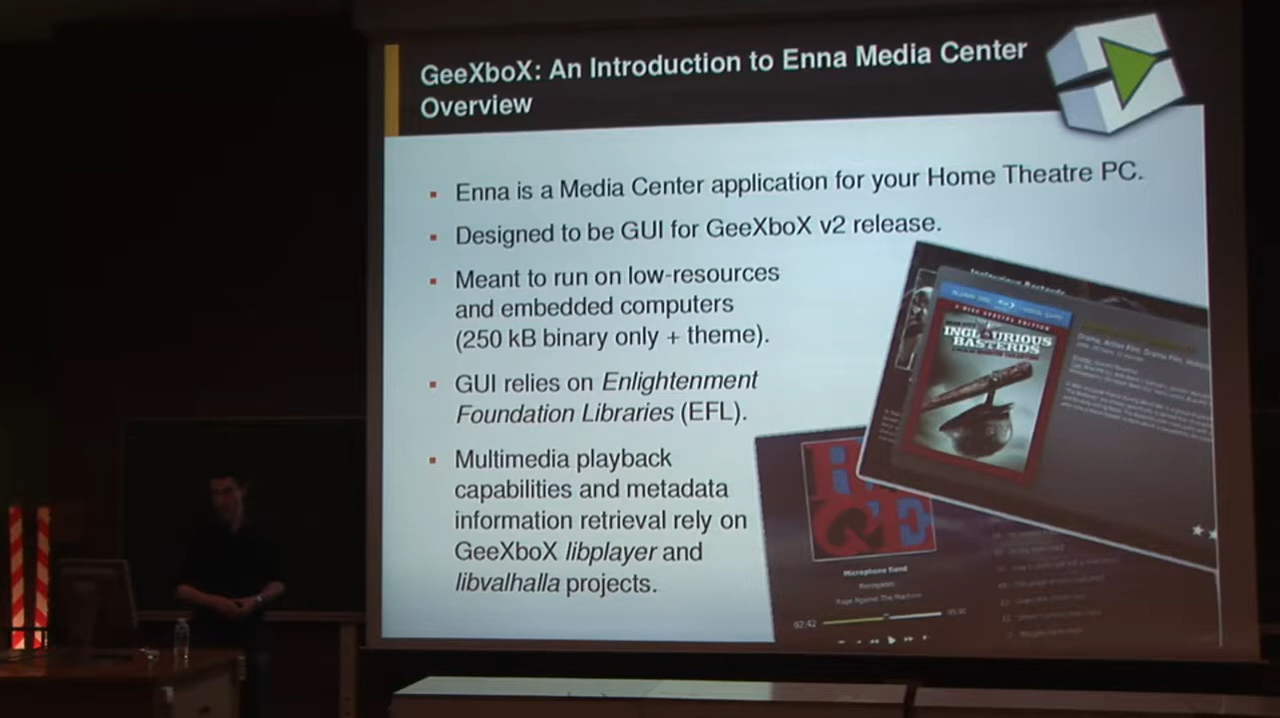 GeeXboX: An Introduction to Enna Media Center
Overview
Enna is a Media Center application for your Home Theatre PC.
Designed to be GUI for GeeXboX v2 release.
Meant to run on low-resources
and embedded computers
(250 kB binary only + theme).
GUI relies on Enlightenment
Foundation Libraries (EFL).
Multimedia playback
capabilities and metadata
information retrieval rely on
GeeXboX libplayer and
libvalhalla projects.
INGLOURIOUS
BASTERDS
Microphone fiend
Renegades
Rage Against The Machine
02:42